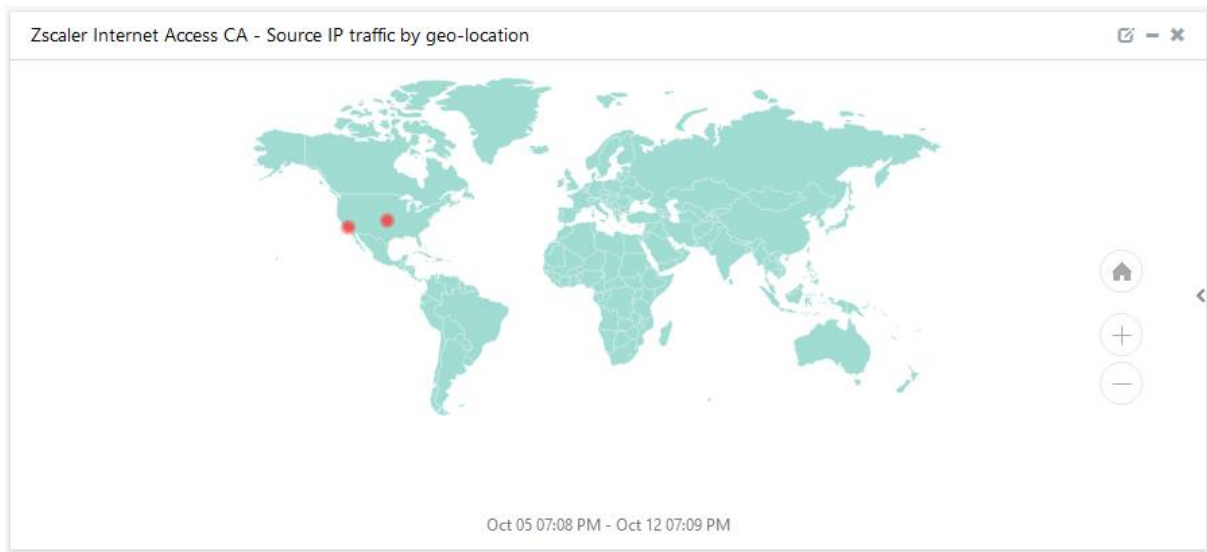 Zscaler Internet Access CA - Source IP traffic by geo-location
Oct 05 07:08 PM - Oct 12 07:09 PM